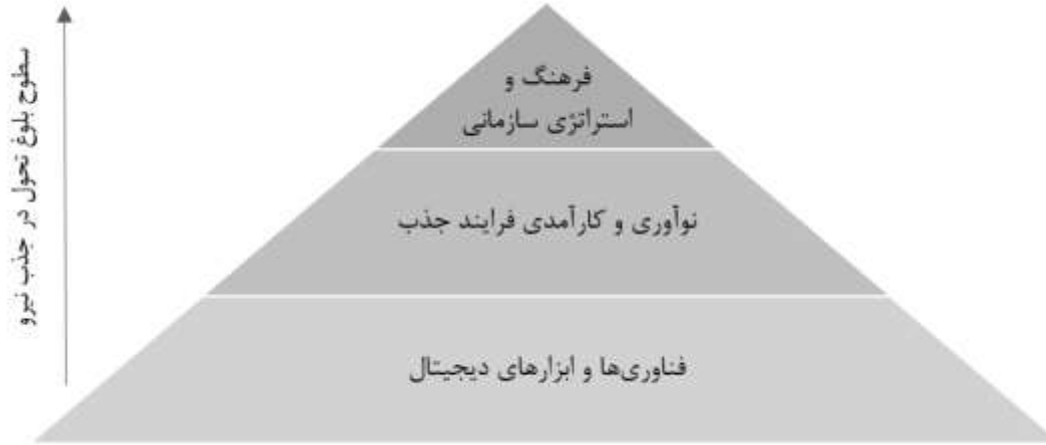 فرهنگ و
استراتژی سازمانی
نوآوری و کارآمدی فرایند جذب
فناوری‌ها و ابزارهای دیجیتال
سطوح بلوغ تحول در جذب نیرو